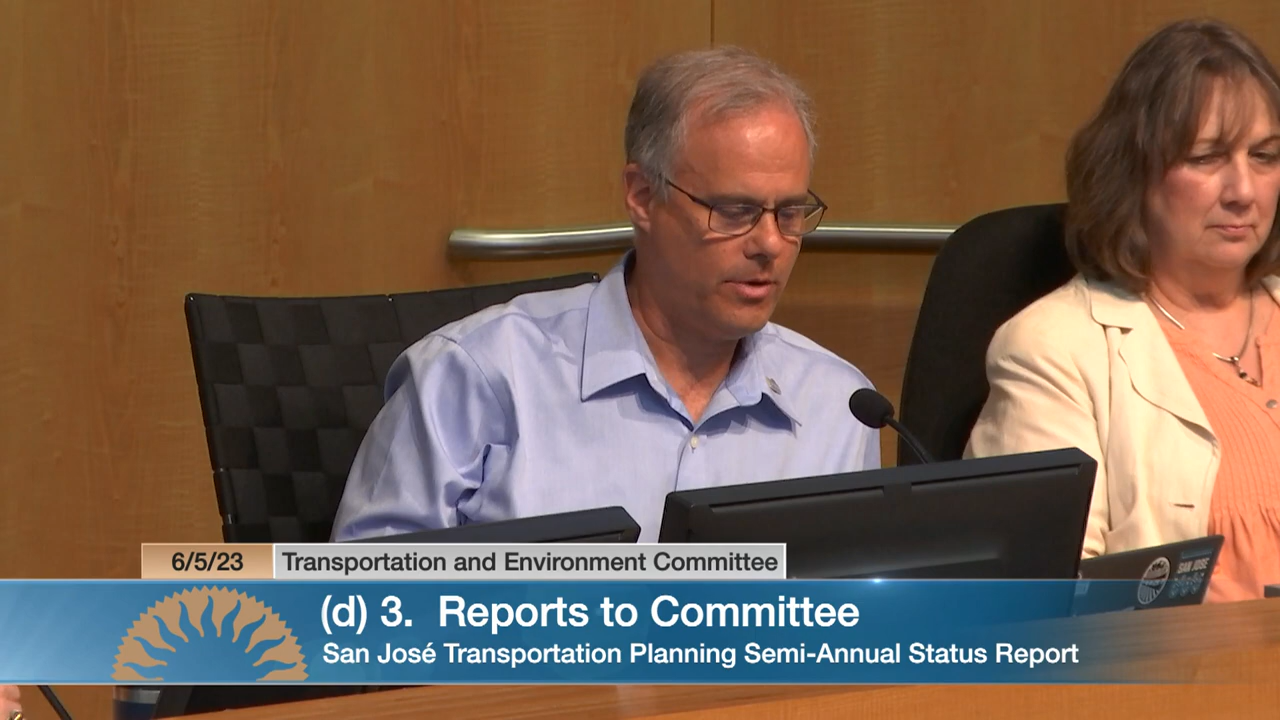 6/5/23
Transportation and Environment Committee
(d) 3. Reports to Committee
San José Transportation Planning Semi-Annual Status Report
SAN JOSE